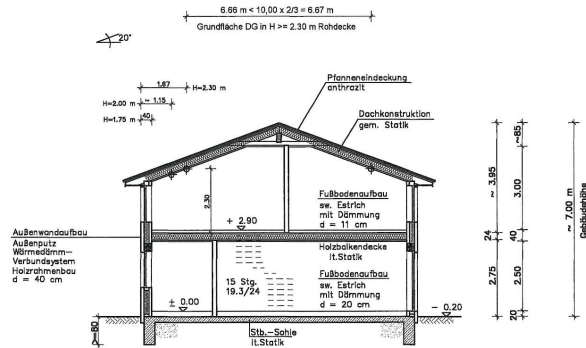 6.66 m < 10,00 x 2/3 = 6.67 m
Grundfläche DG in H >= 2.30 m Rohdecke
20°
1,67
H=2.30 m
H=2.00 m
~ 1.15
H=1.75 m
40
Pfanneneindeckung
anthrazit
Dachkonstruktion
gem. Statik
2.30
+ 2.90
Fußbodenaufbau
sw. Estrich
mit Dämmung
d = 11 cm
Außenwandaufbau
Außenputz
Wärmedämm-
Verbundsystem
Holzrahmenbau
d = 40 cm
Holzbalkendecke
lt.Statik
15 Stg.
19.3/24
Fußbodenaufbau
sw. Estrich
mit Dämmung
d = 20 cm
± 0.00
- 0.20
Stb.-Sohle
lt.Statik
>=80
~ 3.95
24
2.75
~85
3.00
40
2.50
20
~ 7.00 m
Gebäudehöhe